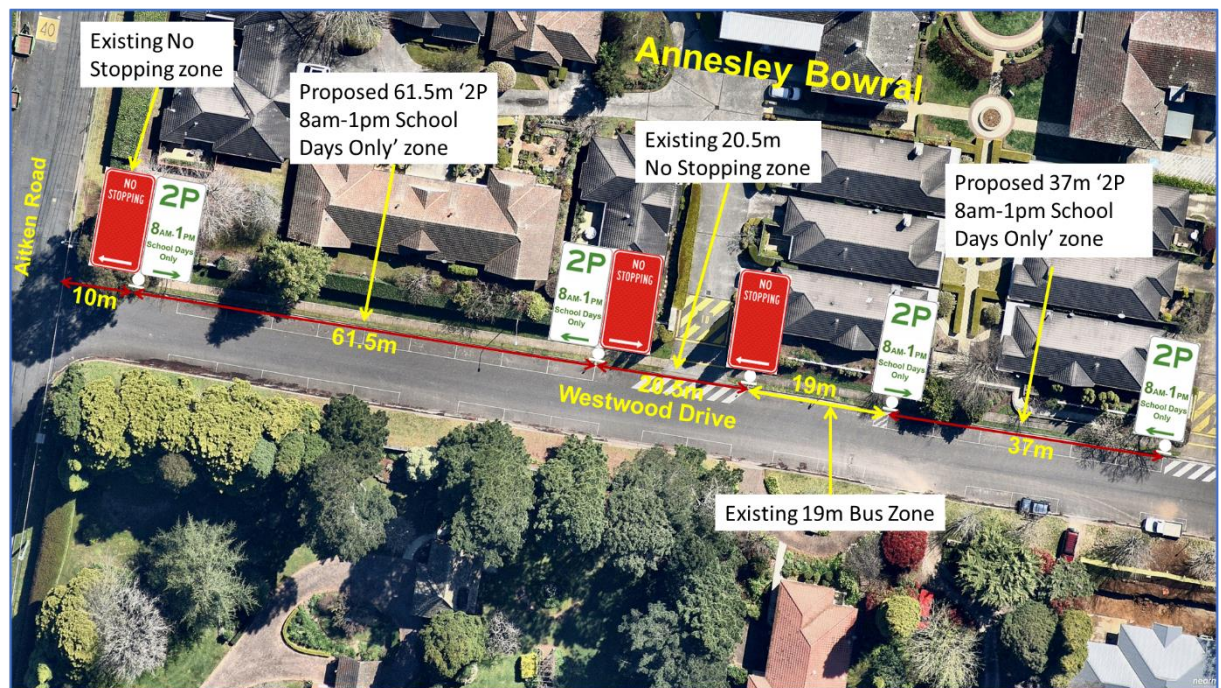 40
Existing No
Stopping zone
Annesley Bowral
Proposed 61.5m ‘2P
8am-1pm School
Days Only’ zone
Existing 20.5m
No Stopping zone
Proposed 37m ‘2P
8am-1pm School
Days Only’ zone
Aitken Road
NO
STOPPING
2P
8AM-1PM
School Days
Only
2P
8AM-1PM
School Days
Only
NO
STOPPING
NO
STOPPING
2P
8AM-1PM
School Days
Only
2P
8AM-1PM
School Days
Only
10m
61.5m
20.5m
19m
37m
Westwood Drive
Existing 19m Bus Zone